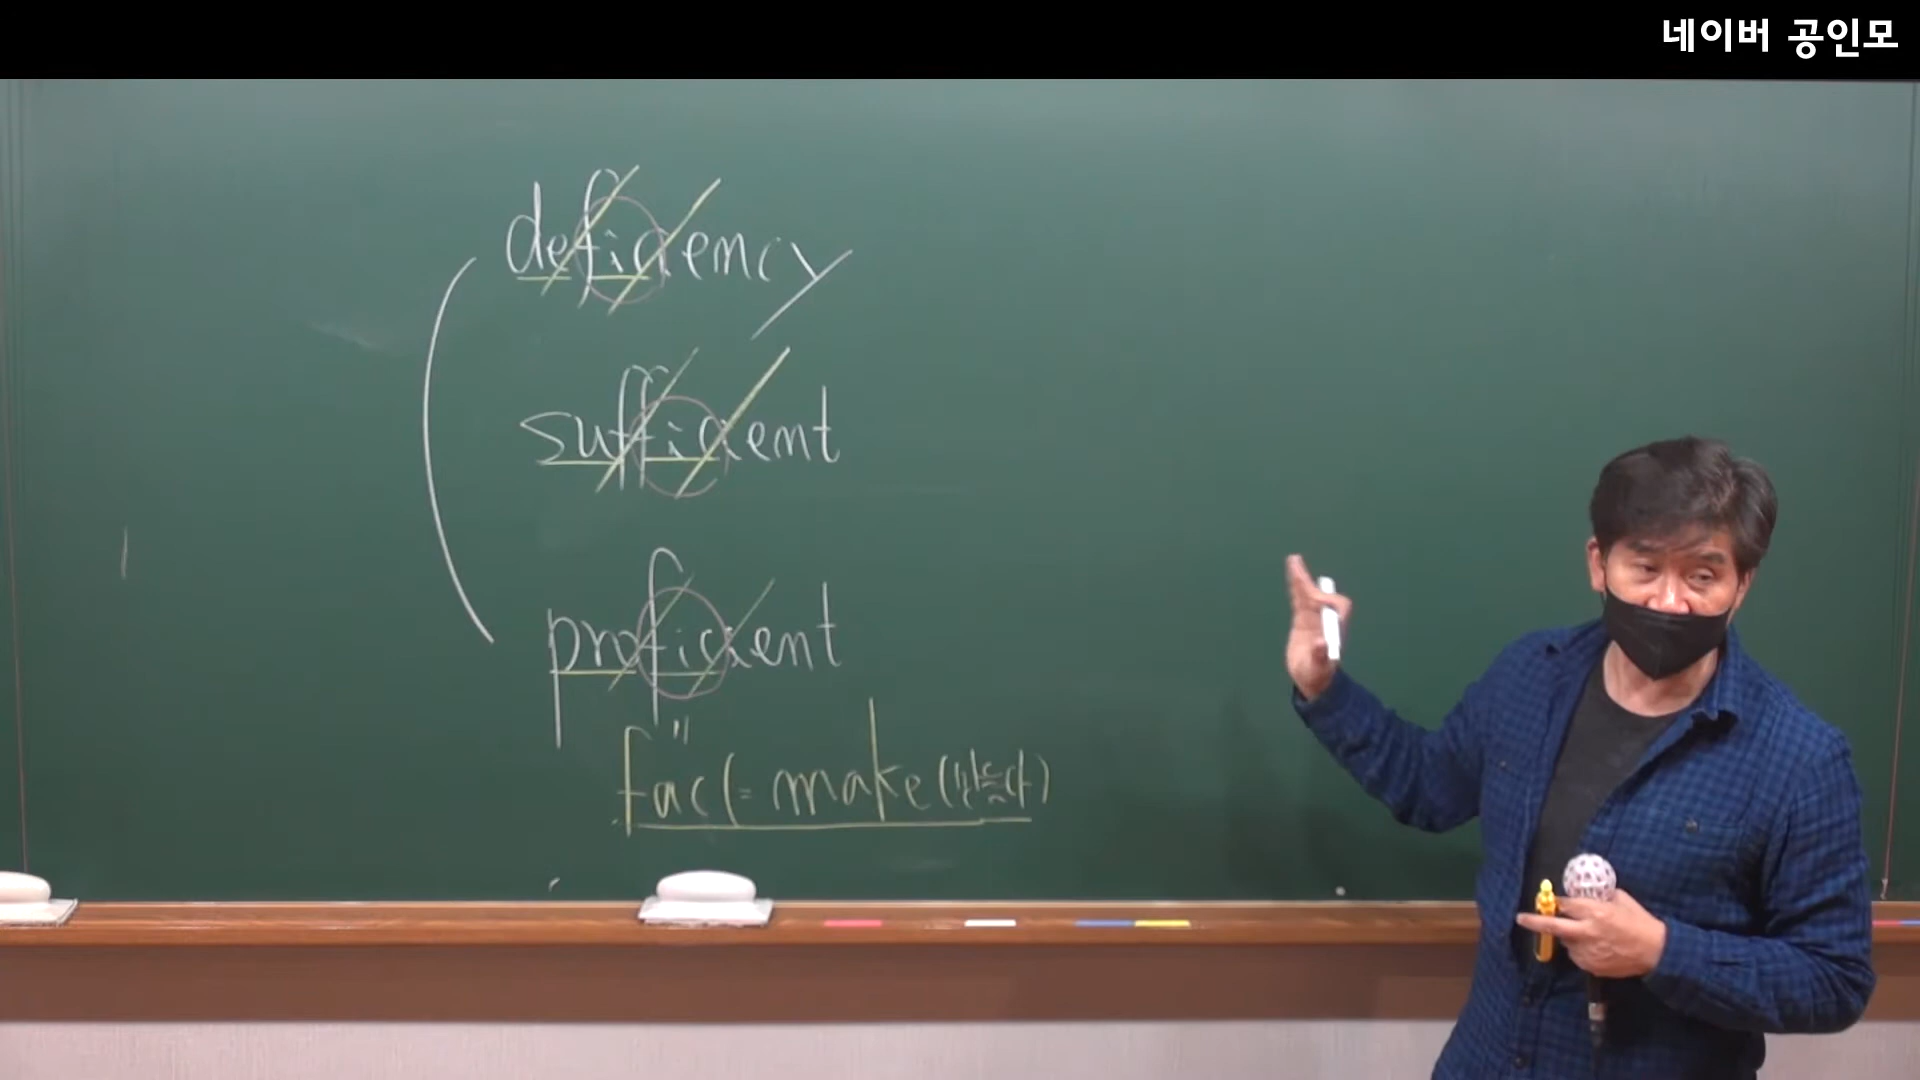 네이버 공인모
deficiency
sufficient
proficient
"
fac(= make (만들다)